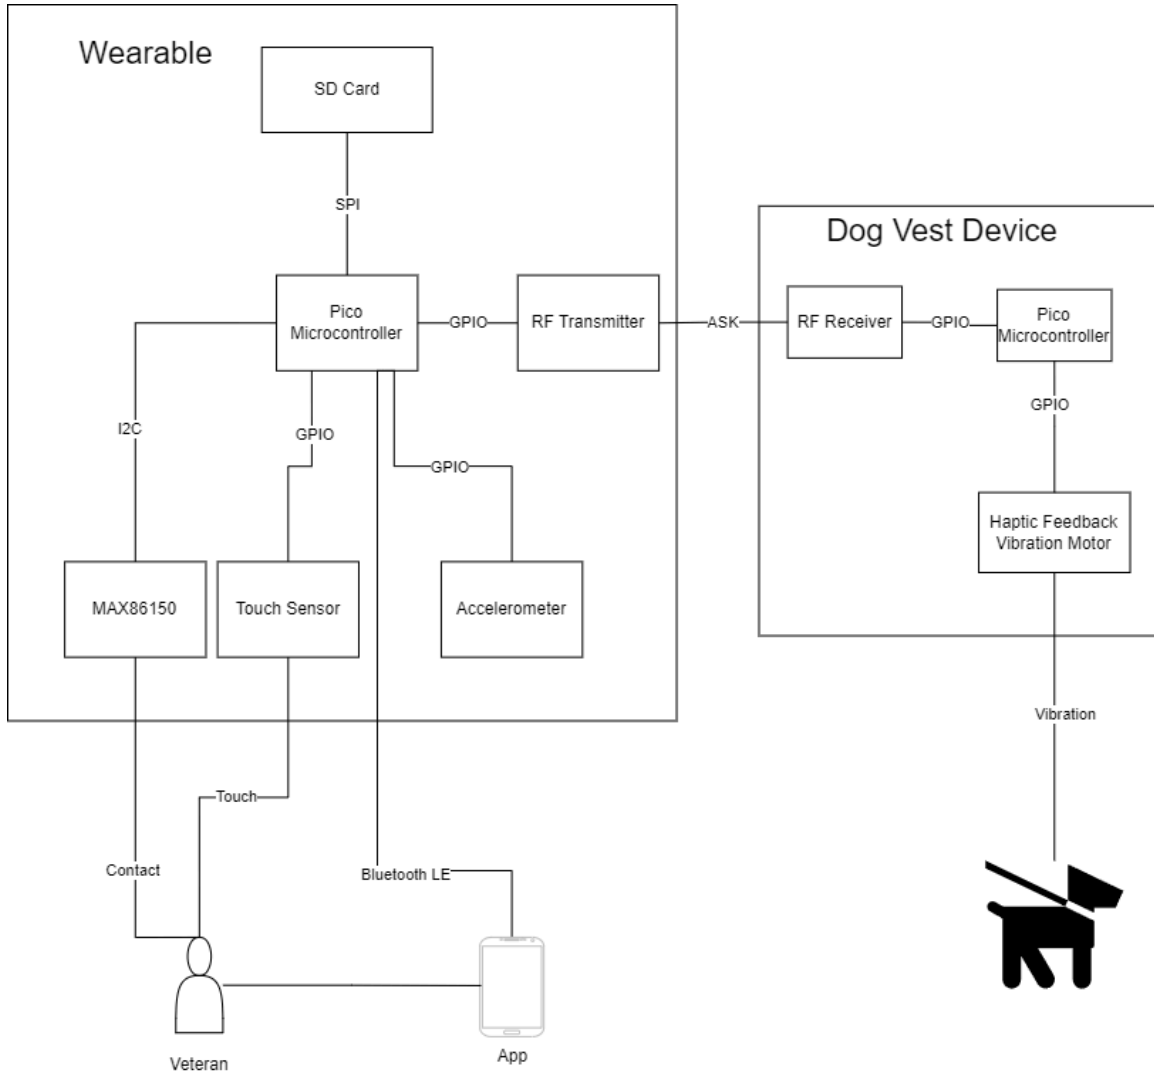 Wearable
SD Card
SPI
Dog Vest Device
Pico
Microcontroller
GPIO
RF Transmitter
ASK
RF Receiver
GPIO
Pico
Microcontroller
I2C
GPIO
GPIO
GPIO
Haptic Feedback
Vibration Motor
MAX86150
Touch Sensor
Accelerometer
Vibration
Touch
Contact
Bluetooth LE
Veteran
App